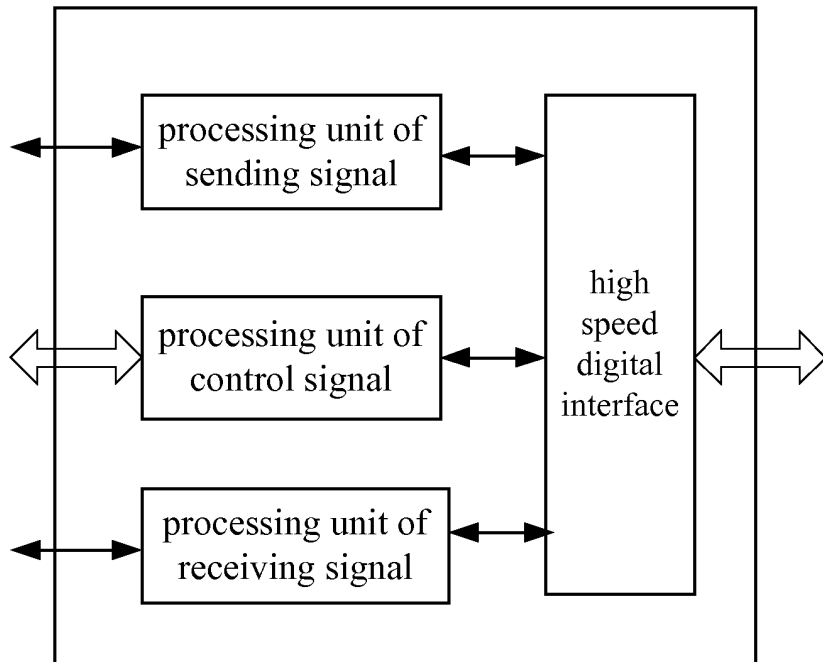 processing unit of
sending signal
processing unit of
control signal
processing unit of
receiving signal
high
speed
digital
interface